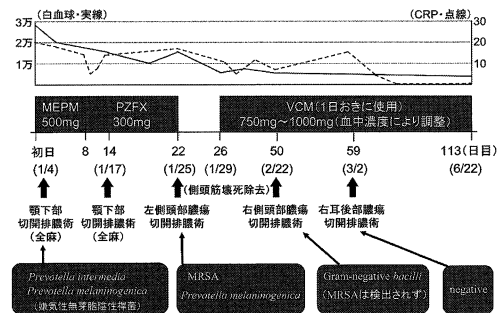 (白血球・実線) (CRP・点線)
3万 30
2万 20
1万 10
MEPM PZFX VCM(1日おきに使用)
500mg 300mg 750mg~1000mg(血中濃度により調整)
初日 8 14 22 26 50 59 113(日目)
(1/4) (1/17) (1/25) (1/29) (2/22) (3/2) (6/22)
(側頭筋壊死除去)
顎下部 顎下部 左側頭部膿瘍 右側頭部膿瘍 右耳後部膿瘍
切開排膿術 切開排膿術 切開排膿術 切開排膿術 切開排膿術
(全麻) (全麻)
Prevotella intermedia MRSA Gram-negative bacilli negative
Prevotella melaninogenica Prevotella melaninogenica (MRSAは検出されず)
(嫌気性無芽胞陰性桿菌)